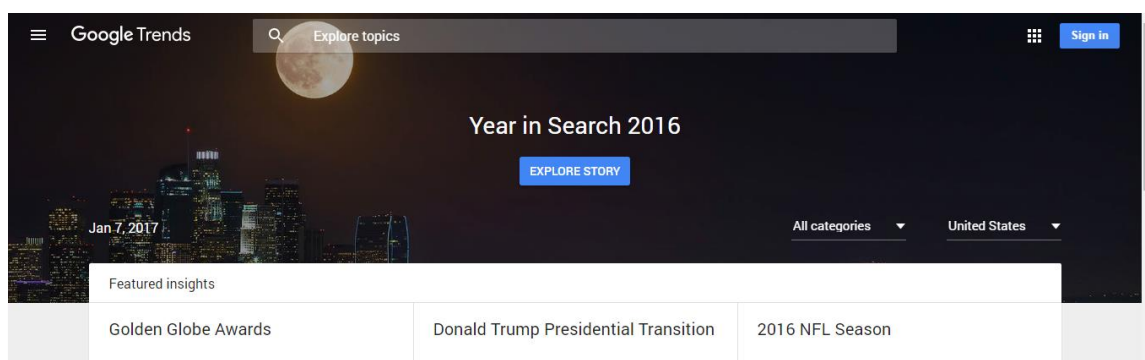 Google Trends
Explore topics
Sign in
Year in Search 2016
EXPLORE STORY
Jan 7, 2017
All categories
United States
Featured insights
Golden Globe Awards
Donald Trump Presidential Transition
2016 NFL Season